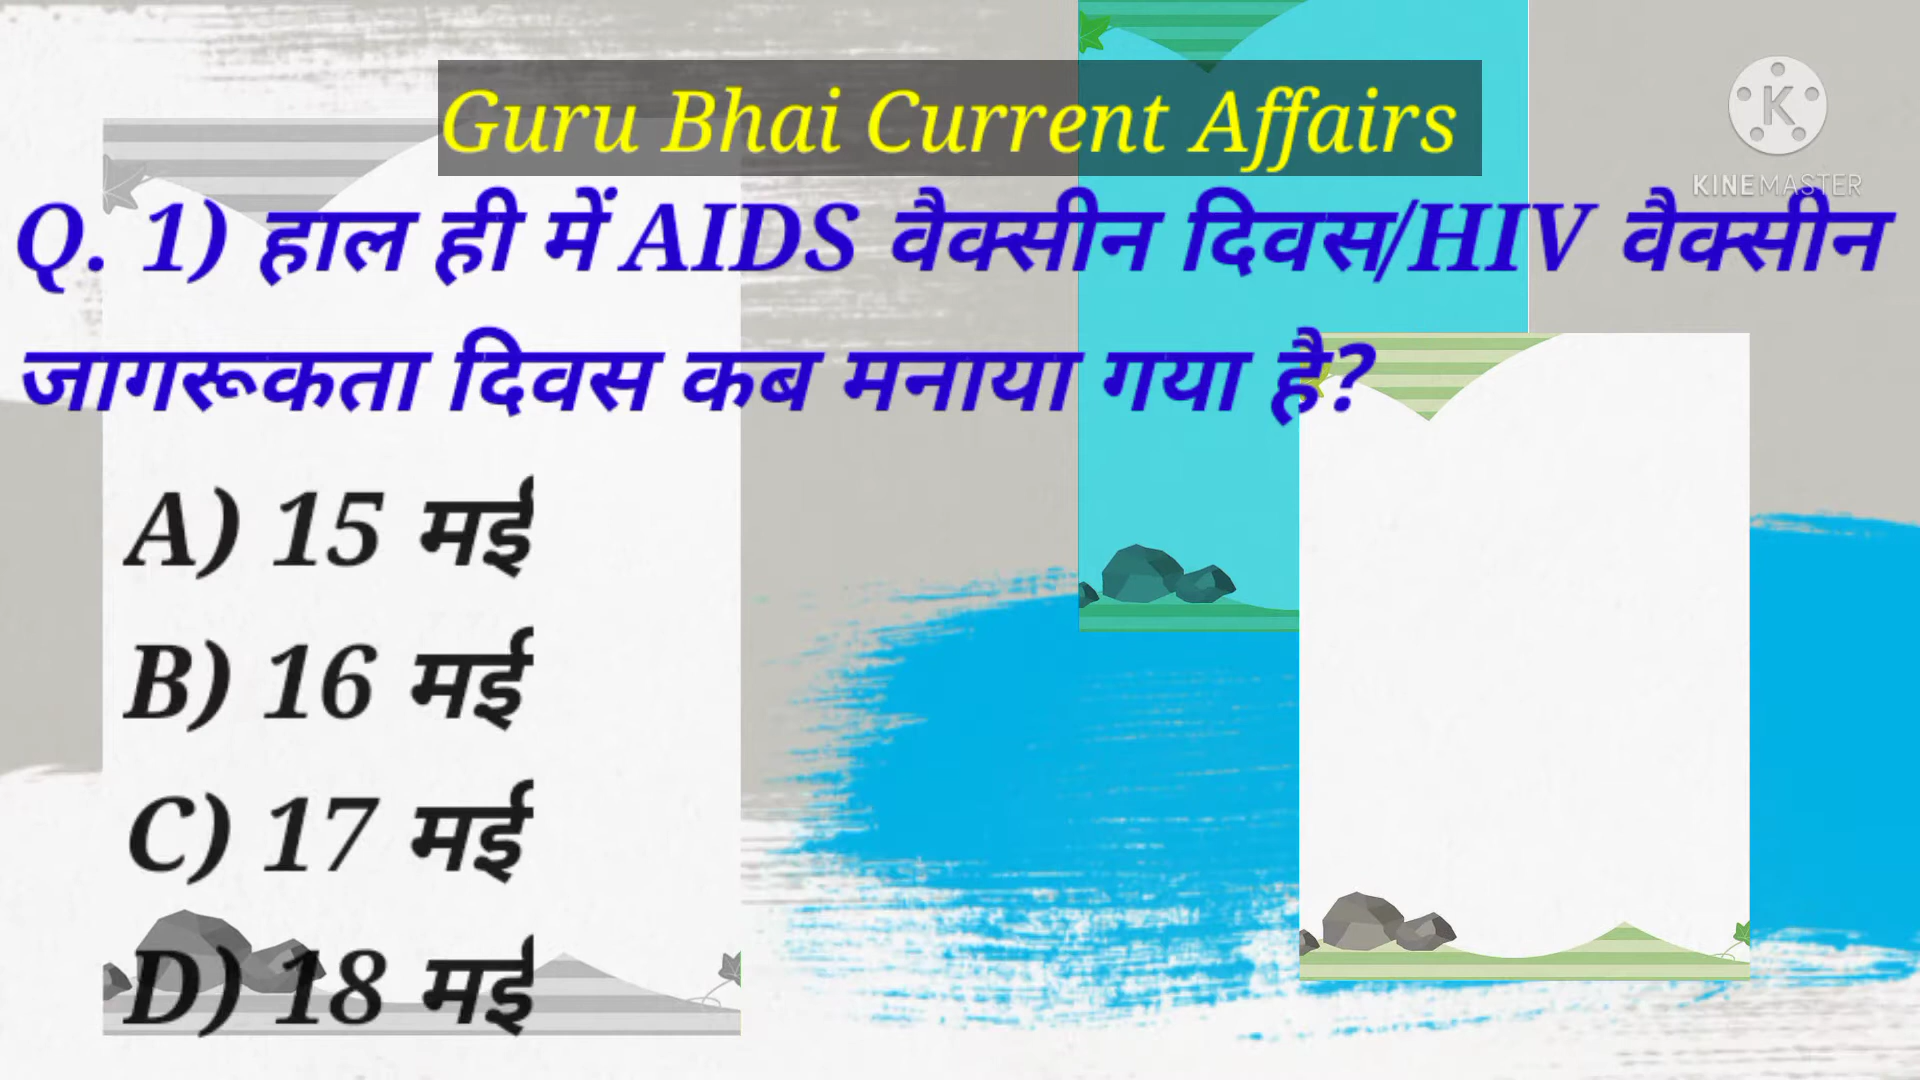 Guru Bhai Current Affairs
KINEMASTER
Q. 1) हाल ही में AIDS वैक्सीन दिवस/HIV वैक्सीन
जागरूकता दिवस कब मनाया गया है?
A) 15 मई
B) 16 मई
C) 17 मई
D) 18 मई